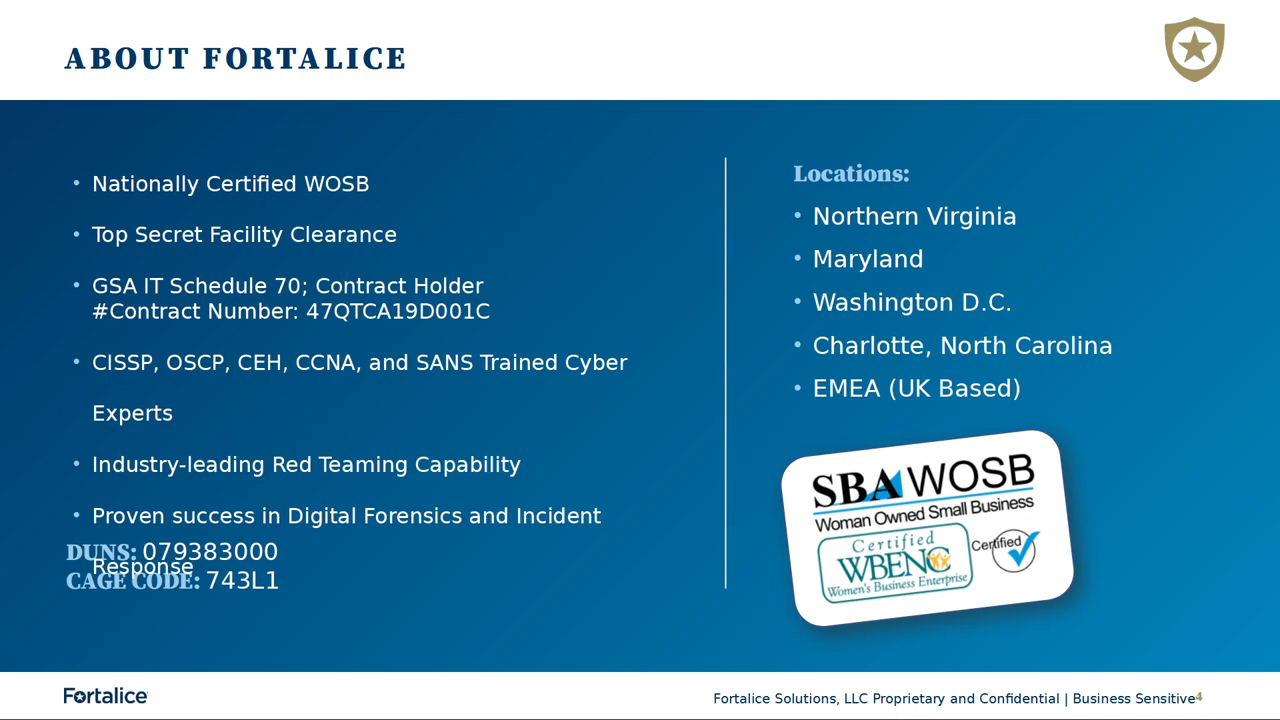 ABOUT FORTALICE
• Nationally Certified WOSB
• Top Secret Facility Clearance
• GSA IT Schedule 70; Contract Holder
#Contract Number: 47QTCA19D001C
• CISSP, OSCP, CEH, CCNA, and SANS Trained Cyber
Experts
• Industry-leading Red Teaming Capability
• Proven success in Digital Forensics and Incident
Response
DUNS: 079383000
CAGE CODE: 743L1
Locations:
• Northern Virginia
• Maryland
• Washington D.C.
• Charlotte, North Carolina
• EMEA (UK Based)
SBA WOSB
Woman Owned Small Business
Certified
WBENC
Women's Business Enterprise
Certified
Fortalice
Fortalice Solutions, LLC Proprietary and Confidential | Business Sensitive
4